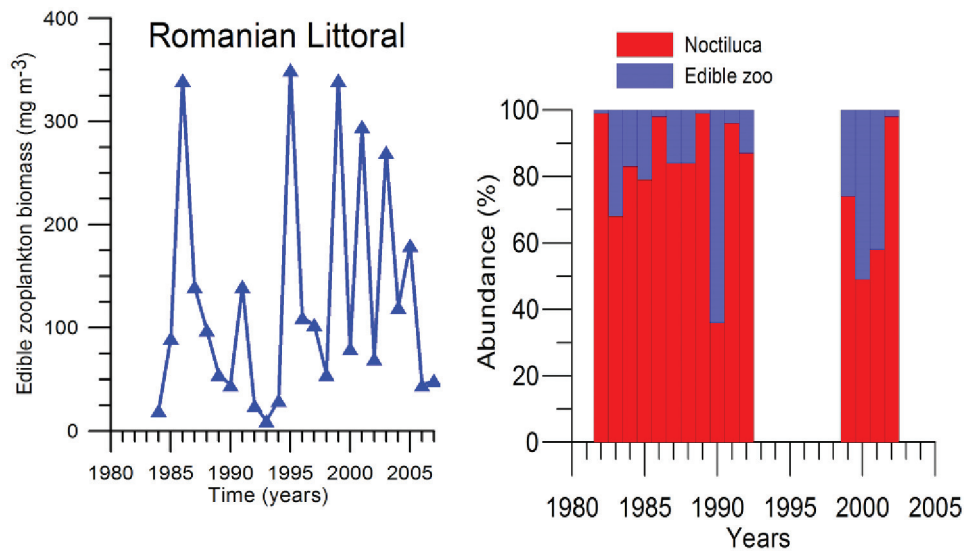 Romanian Littoral
Edible zooplankton biomass (mg m-3)
400
300
200
100
0
1980 1985 1990 1995 2000 2005
Time (years)
Noctiluca
Edible zoo
Abundance (%)
100
80
60
40
20
0
1980 1985 1990 1995 2000 2005
Years